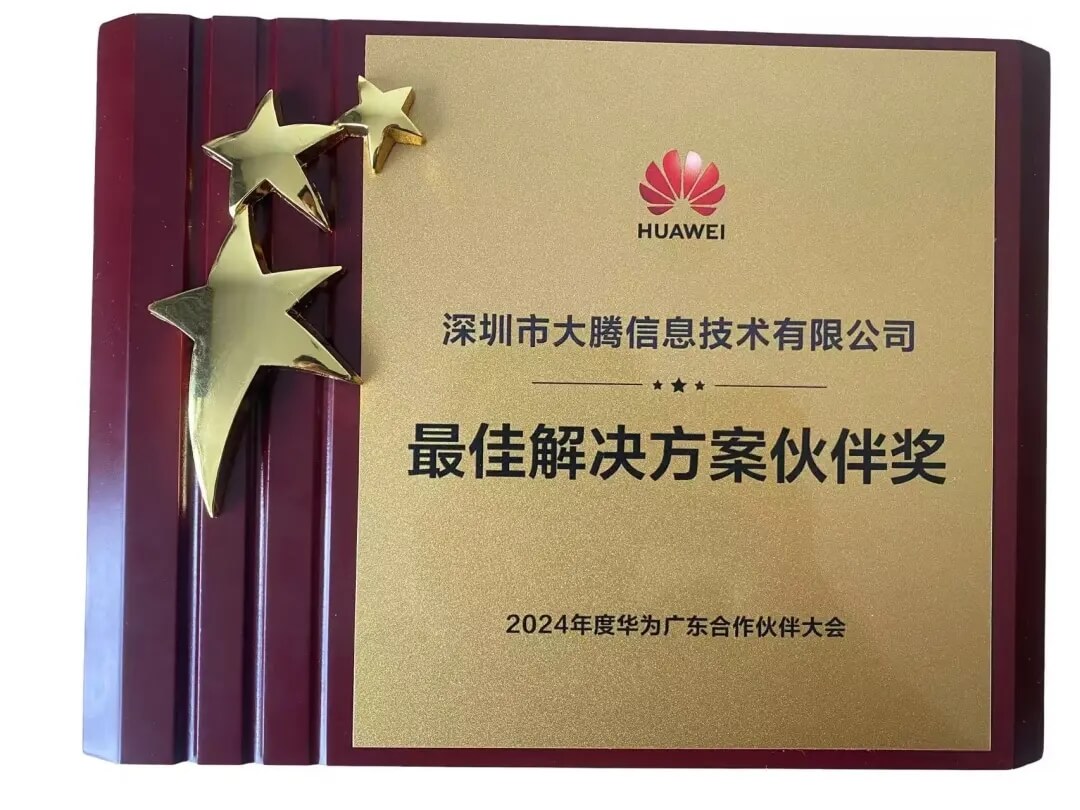 HUAWEI
深圳市大腾信息技术有限公司
最佳解决方案伙伴奖
2024年度华为广东合作伙伴大会